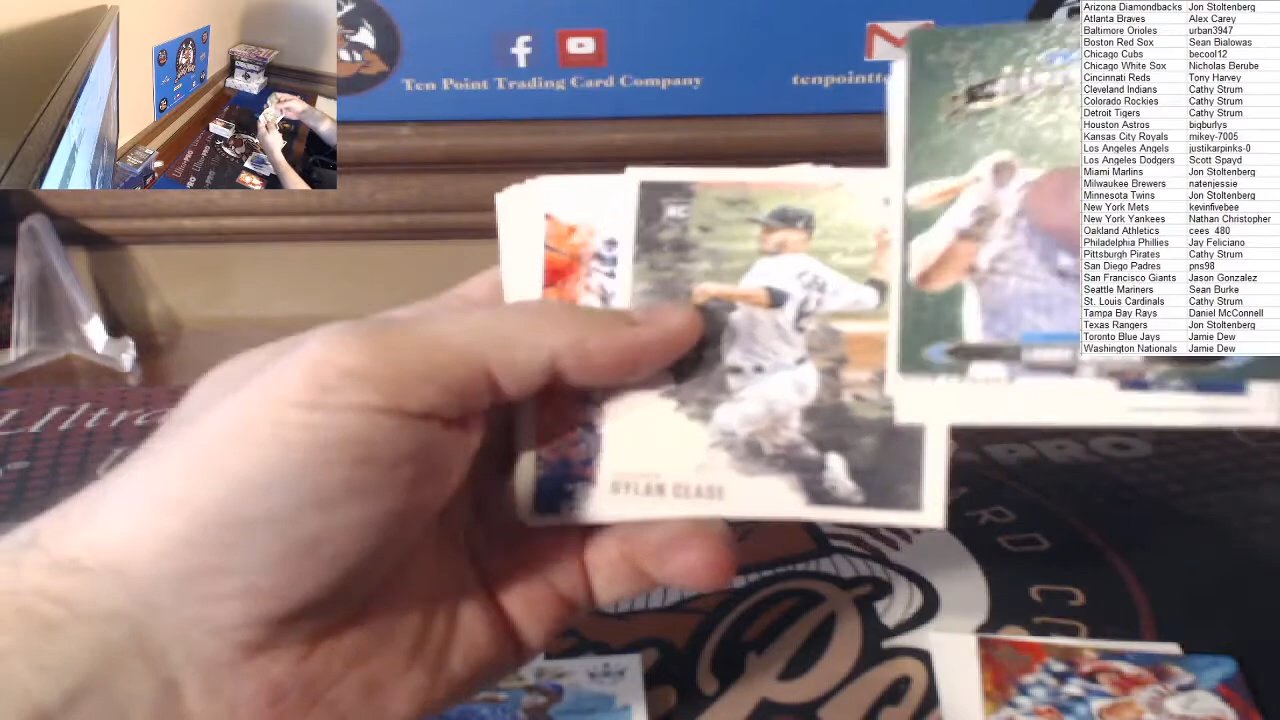 Ten Point Trading Card Company
Arizona Diamondbacks Jon Stoltenberg
Atlanta Braves Alex Carey
Baltimore Orioles urban3947
Boston Red Sox Sean Bialowas
Chicago Cubs becool12
Chicago White Sox Nicholas Berube
Cincinnati Reds Tony Harvey
Cleveland Indians Cathy Strum
Colorado Rockies Cathy Strum
Detroit Tigers Cathy Strum
Houston Astros bigburlys
Kansas City Royals mikey-7005
Los Angeles Angels justikarpinks-0
Los Angeles Dodgers Scott Spayd
Miami Marlins Jon Stoltenberg
Milwaukee Brewers natenjessie
Minnesota Twins Jon Stoltenberg
New York Mets kevinfivebee
New York Yankees Nathan Christopher
Oakland Athletics cees_480
Philadelphia Phillies Jay Feliciano
Pittsburgh Pirates Cathy Strum
San Diego Padres pns98
San Francisco Giants Jason Gonzalez
Seattle Mariners Sean Burke
St. Louis Cardinals Cathy Strum
Tampa Bay Rays Daniel McConnell
Texas Rangers Jon Stoltenberg
Toronto Blue Jays Jamie Dew
Washington Nationals Jamie Dew
RC
DYLAN CEASE
Ultra
PRO